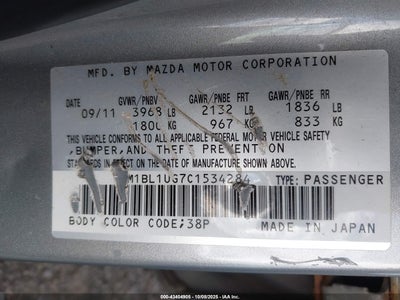 MFD. BY MAZDA MOTOR CORPORATION
DATE GVWR/PNBV GAWR/PNBE FRT GAWR/PNBE RR
09/11 3968 LB 2132 LB 1836 LB
1800 KG 967 KG 833 KG
THIS VEHICLE CONFORMS TO ALL APPLICABLE FEDERAL MOTOR VEHICLE SAFETY,
BUMPER, AND THEFT PREVENTION
STANDARDS IN EFFECT ON THE DATE OF MANUFACTURE SHOWN ABOVE.
M1BL1UG7C1534284 TYPE: PASSENGER
BODY COLOR CODE;38P MADE IN JAPAN
000-43404905 - 10/08/2025 - IAA Inc.